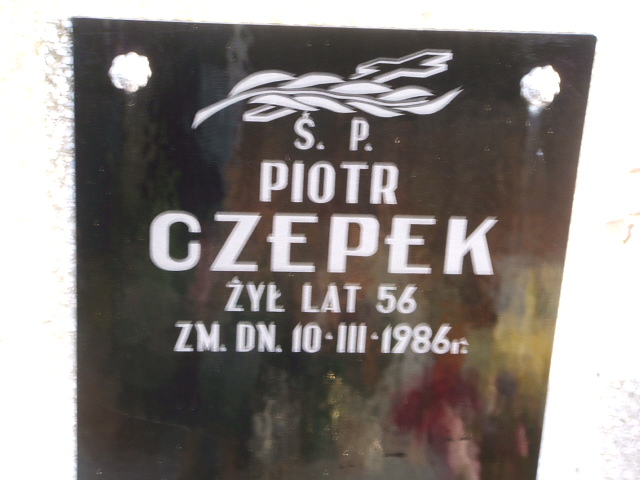 Ś. P.
PIOTR
CZEPEK
ŻYŁ LAT 56
ZM. DN. 10·III·1986r.